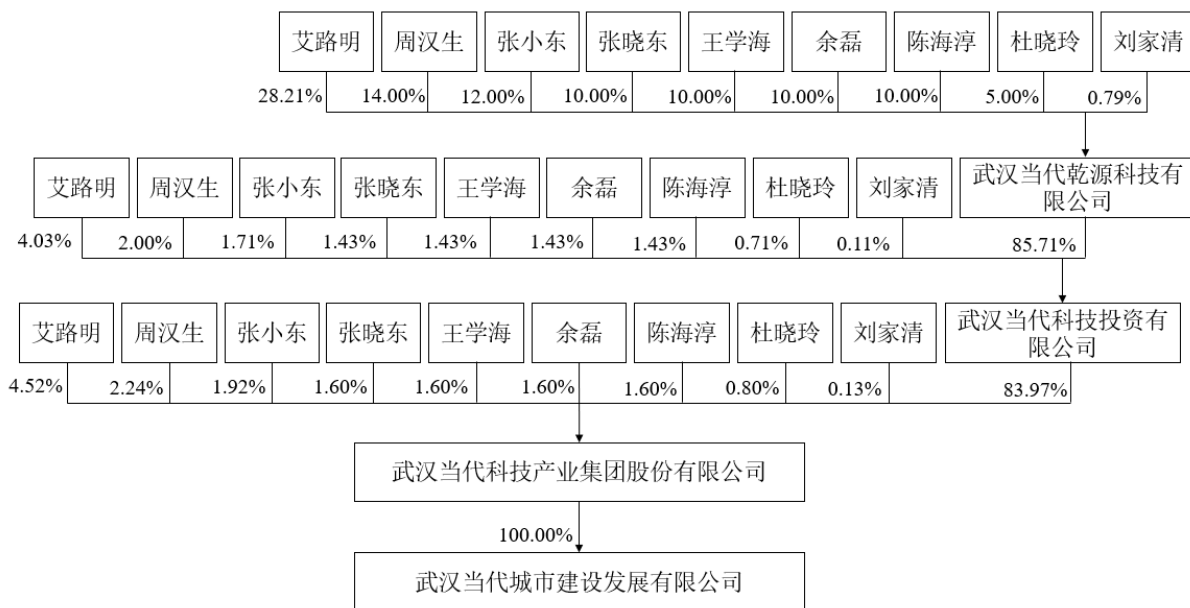 艾路明
周汉生
张小东
张晓东
王学海
余磊
陈海淳
杜晓玲
刘家清
28.21%
14.00%
12.00%
10.00%
10.00%
10.00%
10.00%
5.00%
0.79%
艾路明
周汉生
张小东
张晓东
王学海
余磊
陈海淳
杜晓玲
刘家清
武汉当代乾源科技有
限公司
4.03%
2.00%
1.71%
1.43%
1.43%
1.43%
1.43%
0.71%
0.11%
85.71%
艾路明
周汉生
张小东
张晓东
王学海
余磊
陈海淳
杜晓玲
刘家清
武汉当代科技投资有
限公司
4.52%
2.24%
1.92%
1.60%
1.60%
1.60%
1.60%
0.80%
0.13%
83.97%
武汉当代科技产业集团股份有限公司
100.00%
武汉当代城市建设发展有限公司